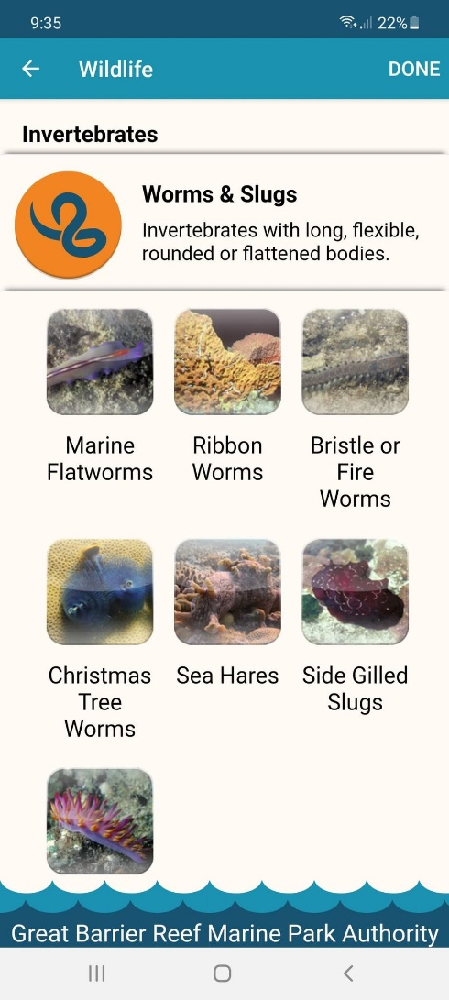 9:35
22%
Wildlife
DONE
Invertebrates
Worms & Slugs
Invertebrates with long, flexible,
rounded or flattened bodies.
Marine
Flatworms
Ribbon
Worms
Bristle or
Fire
Worms
Christmas
Tree
Worms
Sea Hares
Side Gilled
Slugs
Great Barrier Reef Marine Park Authority